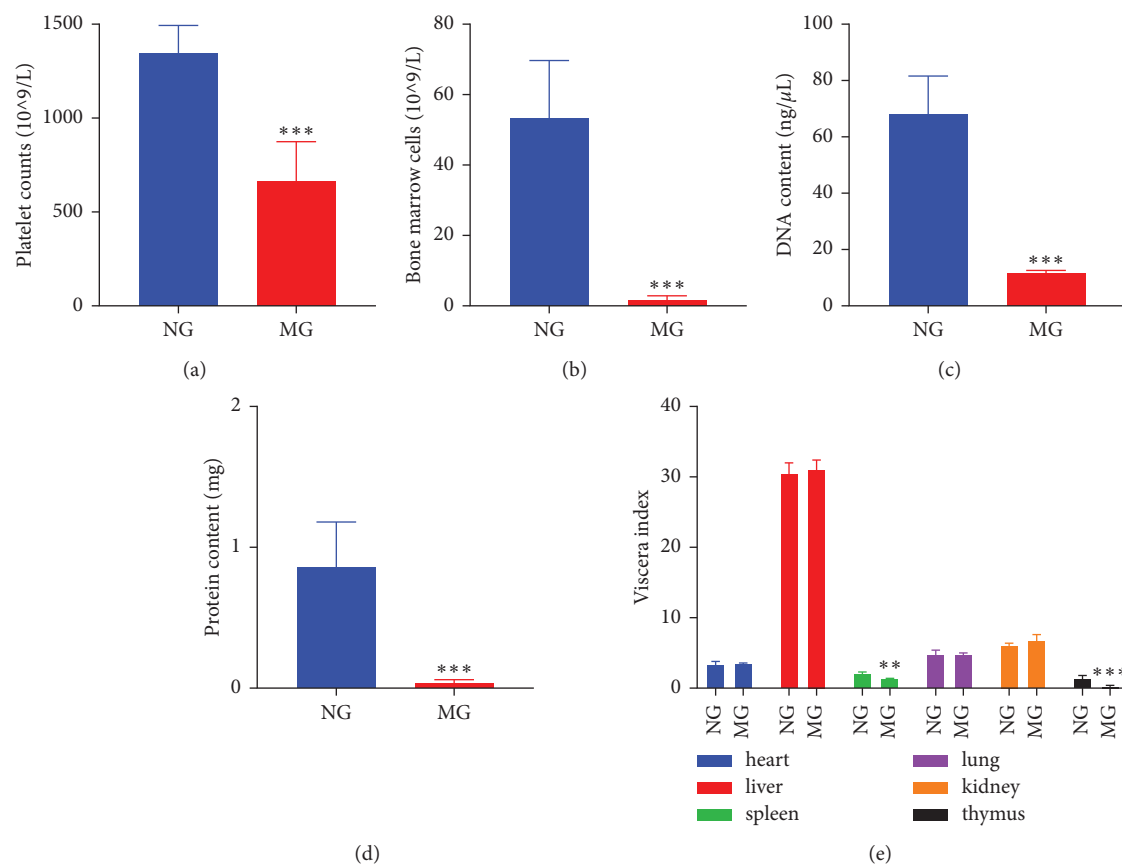 1500
1000
500
0
Platelet counts (10^9/L)
***
NG
MG
(a)
80
60
40
20
0
Bone marrow cells (10^9/L)
***
NG
MG
(b)
100
80
60
40
20
0
DNA content (ng/µL)
***
NG
MG
(c)
2
1
0
Protein content (mg)
***
NG
MG
(d)
40
30
20
10
0
Viscera index
**
***
NG
MG
NG
MG
NG
MG
NG
MG
NG
MG
NG
MG
heart
liver
spleen
lung
kidney
thymus
(e)